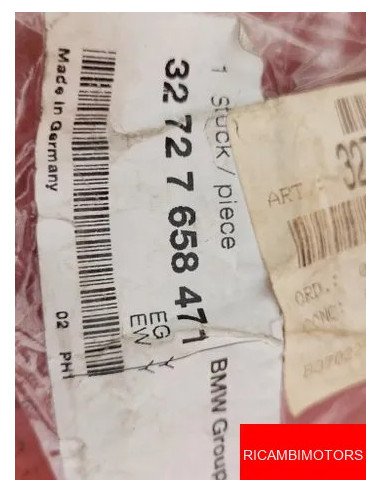 1 Stück / piece
BMW Group
32 72 7 658 471
EG Y
EW Y
Made in Germany
02 PH1
ART
32
ORD.:
RICAMBIMOTORS